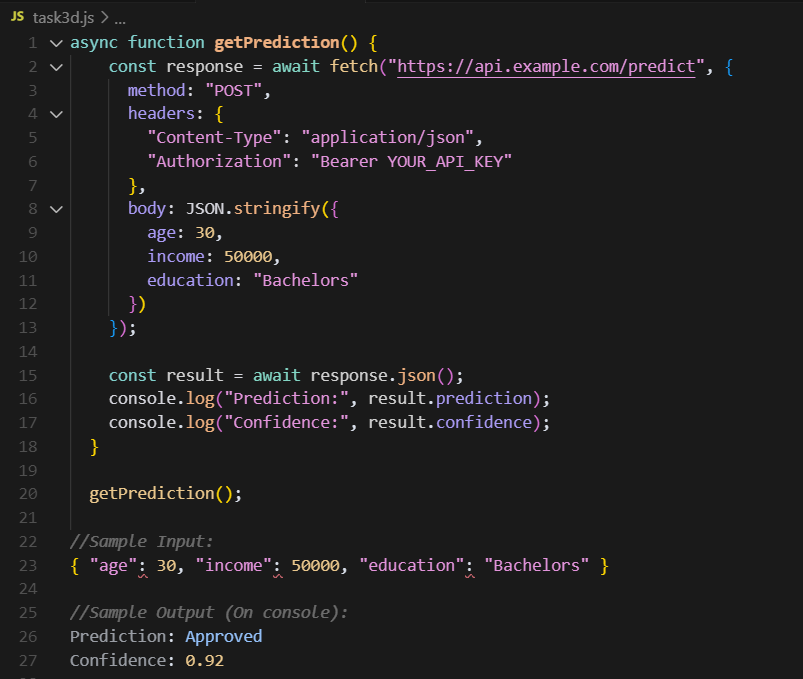 JS task3d.js > ...
1 async function getPrediction() {
2     const response = await fetch("https://api.example.com/predict", {
3       method: "POST",
4       headers: {
5         "Content-Type": "application/json",
6         "Authorization": "Bearer YOUR_API_KEY"
7       },
8       body: JSON.stringify({
9         age: 30,
10         income: 50000,
11         education: "Bachelors"
12       })
13     });
14
15     const result = await response.json();
16     console.log("Prediction:", result.prediction);
17     console.log("Confidence:", result.confidence);
18   }
19
20   getPrediction();
21
22 //Sample Input:
23 { "age": 30, "income": 50000, "education": "Bachelors" }
24
25 //Sample Output (On console):
26 Prediction: Approved
27 Confidence: 0.92